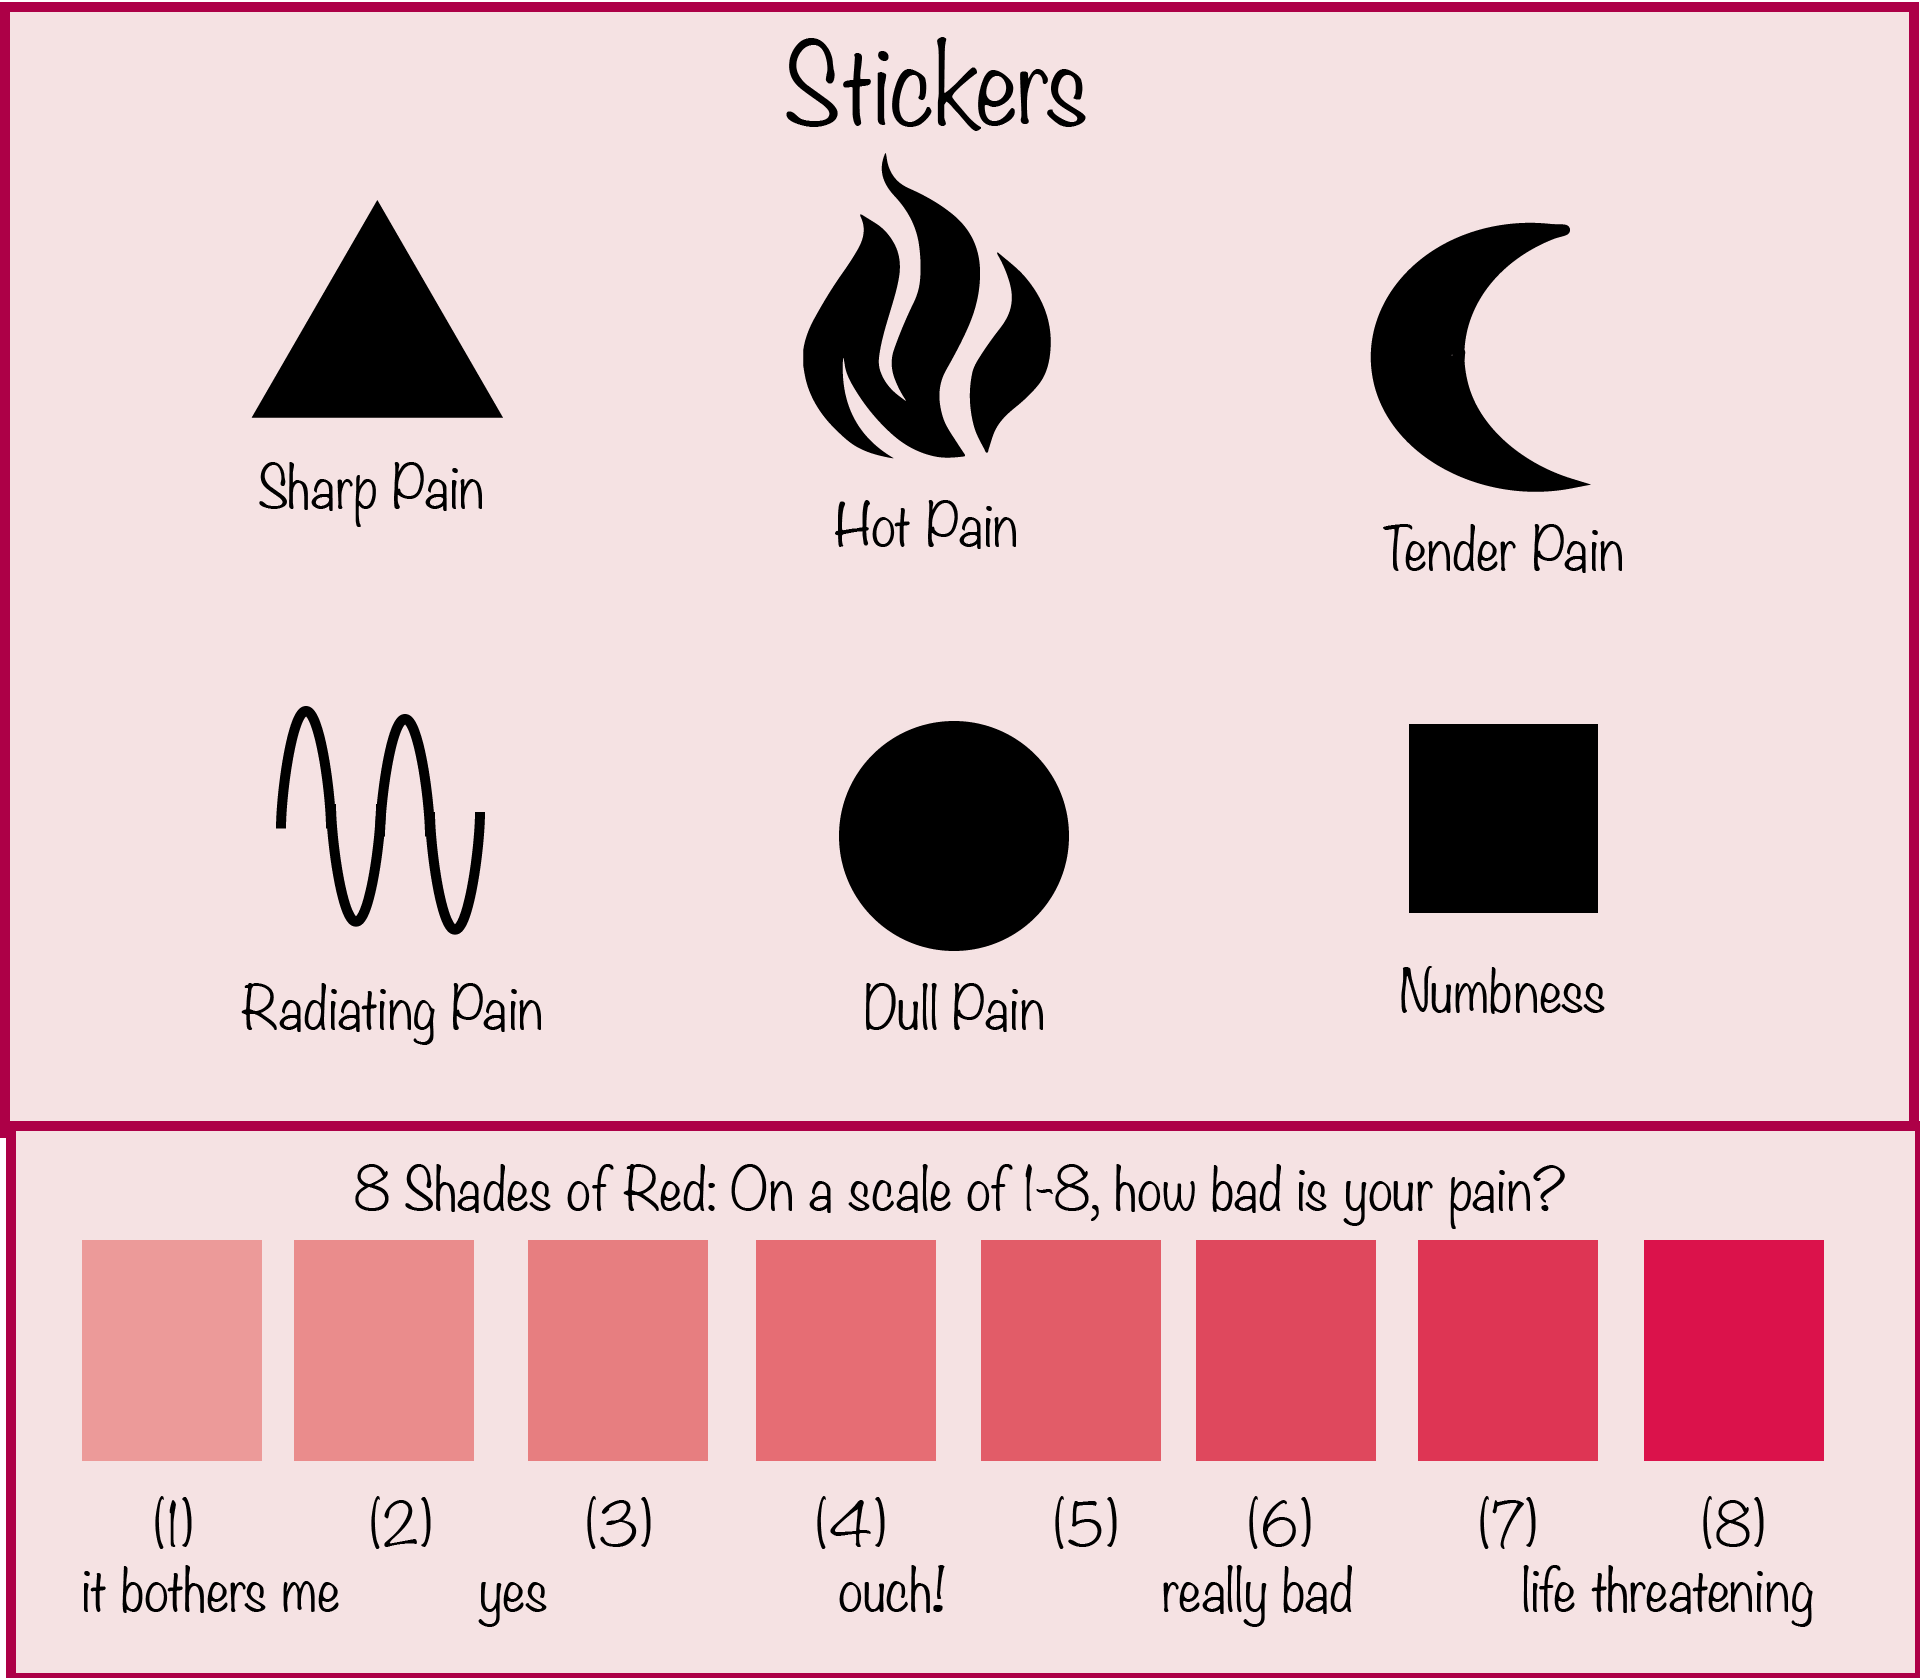 Stickers
Sharp Pain
Hot Pain
Tender Pain
Radiating Pain
Dull Pain
Numbness
8 Shades of Red: On a scale of 1-8, how bad is your pain?
(1) (2) (3) (4) (5) (6) (7) (8)
it bothers me yes ouch! really bad life threatening